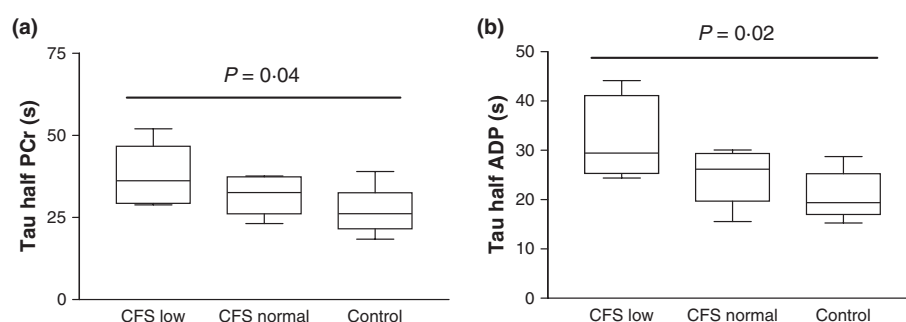 (a)
75
50
25
0
Tau half PCr (s)
P = 0·04
CFS low CFS normal Control
(b)
50
40
30
20
10
0
Tau half ADP (s)
P = 0·02
CFS low CFS normal Control